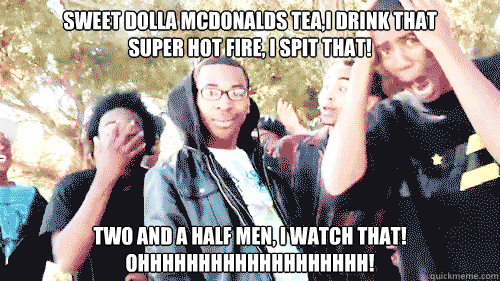 SWEET DOLLA MCDONALDS TEA,I DRINK THAT
SUPER HOT FIRE, I SPIT THAT!
TWO AND A HALF MEN, I WATCH THAT!
OHHHHHHHHHHHHHHHHHHH!
quickmeme.com